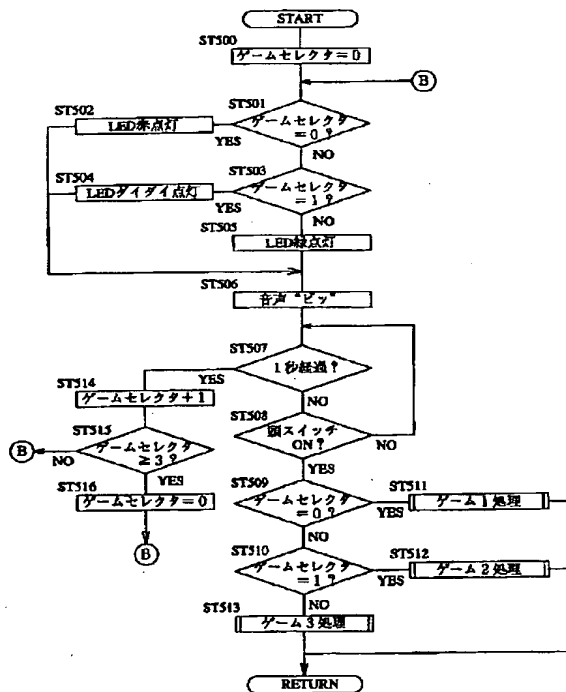 START
ST500
ゲームセレクタ=0
B
ST502
ST501
LED赤点灯
ゲームセレクタ
=0?
YES
NO
ST504
ST503
LEDダイダイ点灯
ゲームセレクタ
=1?
YES
NO
ST505
LED緑点灯
ST506
音声“ピッ”
ST507
1秒経過?
YES
NO
ST514
ゲームセレクタ+1
ST508
頭スイッチ
ON?
NO
YES
ST515
ゲームセレクタ
≧3?
B
NO
YES
ST509
ゲームセレクタ
=0?
YES
NO
ST511
ゲーム1処理
ST516
ゲームセレクタ=0
B
ST510
ゲームセレクタ
=1?
YES
NO
ST512
ゲーム2処理
ST513
ゲーム3処理
RETURN